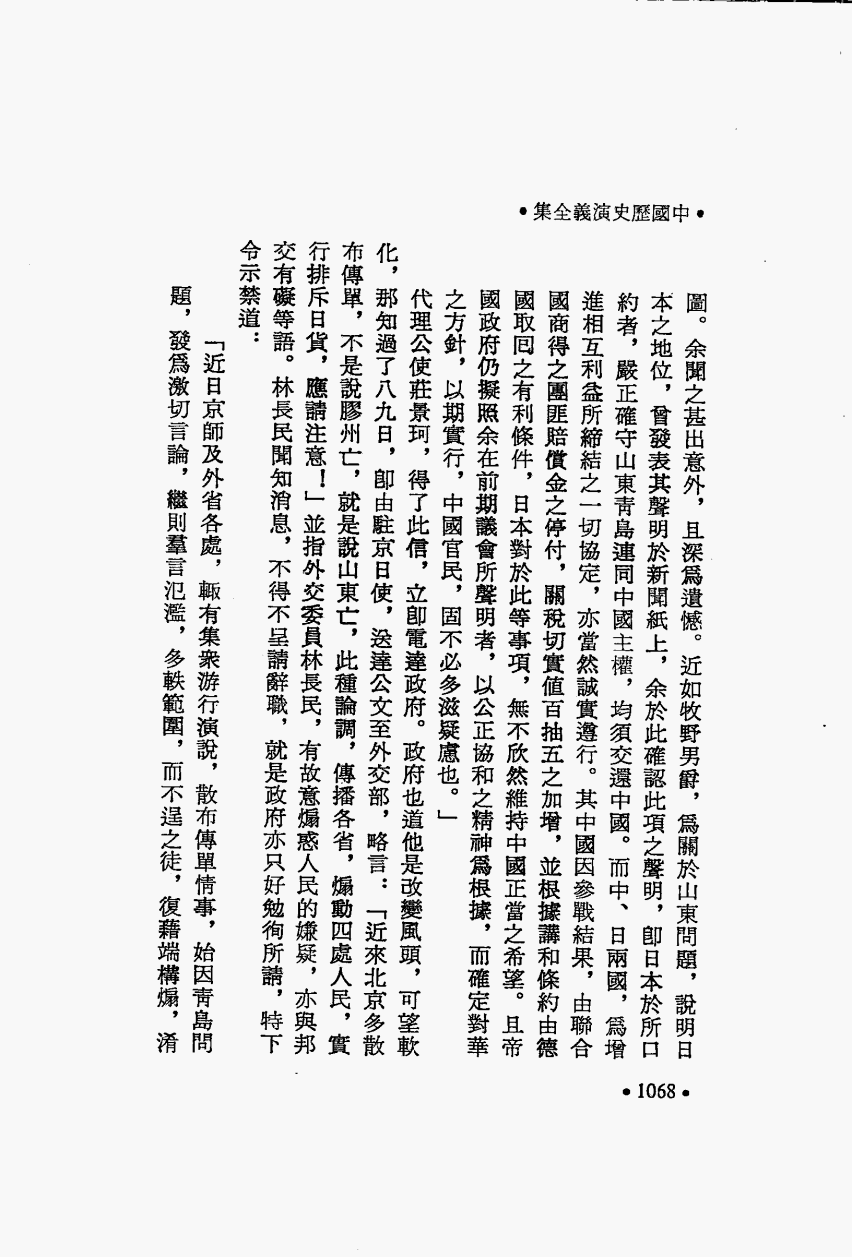 •中國歷史演義全集•
圖。余聞之甚出意外，且深爲遺憾。近如牧野男爵，爲關於山東問題，說明日
本之地位，曾發表其聲明於新聞紙上，余於此確認此項之聲明，卽日本於所口
約者，嚴正確守山東靑島連同中國主權，均須交還中國。而中、日兩國，爲增
進相互利益所締結之一切協定，亦當然誠實遵行。其中國因參戰結果，由聯合
國商得之團匪賠償金之停付，關稅切實値百抽五之加增，並根據講和條約由德
國取囘之有利條件，日本對於此等事項，無不欣然維持中國正當之希望。且帝
國政府仍擬照余在前期議會所聲明者，以公正協和之精神爲根據，而確定對華
之方針，以期實行，中國官民，固不必多滋疑慮也。」
代理公使莊景珂，得了此信，立卽電達政府。政府也道他是改變風頭，可望軟
化，那知過了八九日，卽由駐京日使，送達公文至外交部，略言：「近來北京多散
布傳單，不是說膠州亡，就是說山東亡，此種論調，傳播各省，煽動四處人民，實
行排斥日貨，應請注意！」並指外交委員林長民，有故意煽惑人民的嫌疑，亦與邦
交有礙等語。林長民聞知消息，不得不呈請辭職，就是政府亦只好勉徇所請，特下
令示禁道：
「近日京師及外省各處，輙有集衆游行演說，散布傳單情事，始因靑島問
題，發爲激切言論，繼則羣言氾濫，多軼範圍，而不逞之徒，復藉端構煽，淆
•1068•